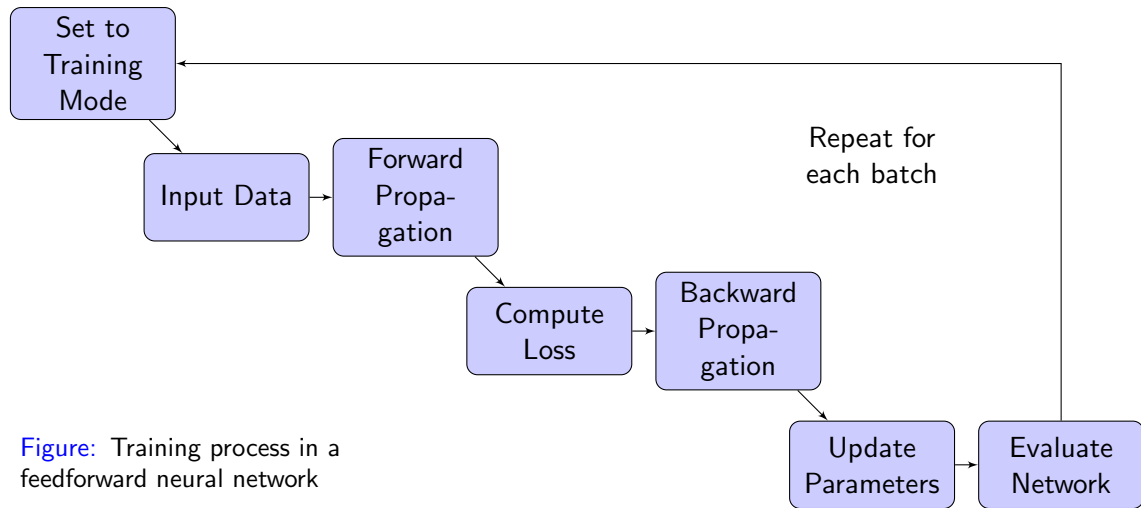 Set to
Training
Mode
Repeat for
each batch
Input Data
Forward
Propa-
gation
Compute
Loss
Backward
Propa-
gation
Update
Parameters
Evaluate
Network
Figure: Training process in a
feedforward neural network